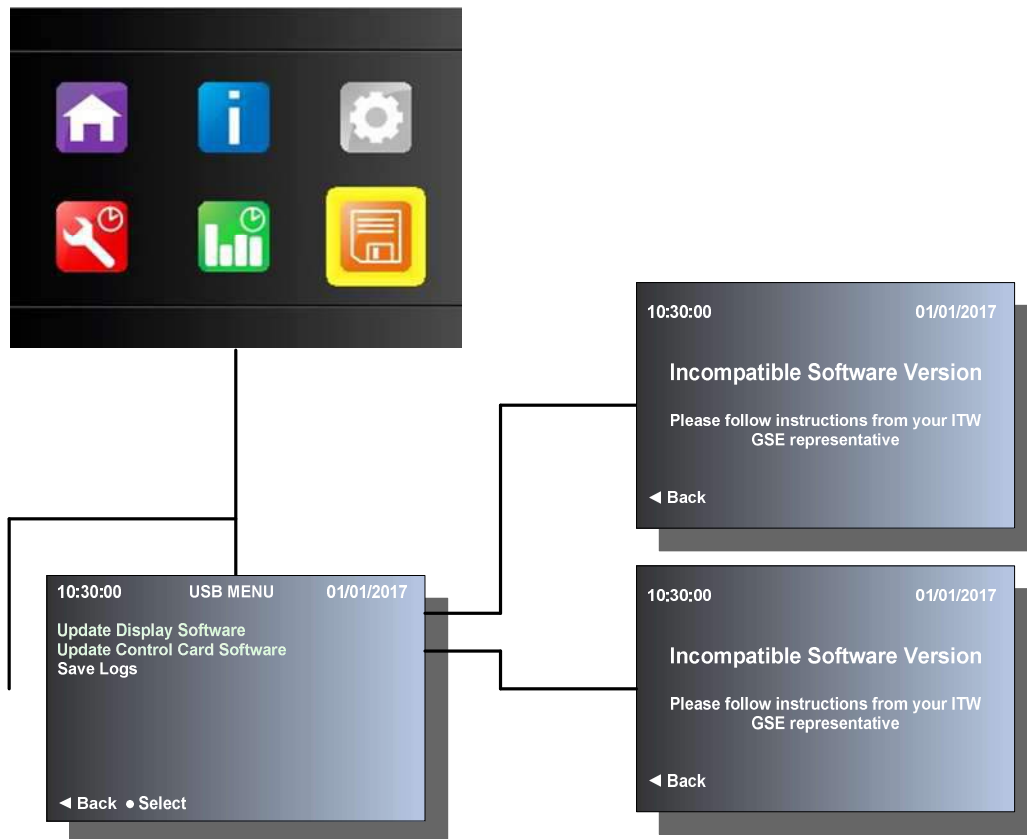 i
10:30:00 01/01/2017
Incompatible Software Version
Please follow instructions from your ITW
GSE representative
◄ Back
10:30:00 USB MENU 01/01/2017
Update Display Software
Update Control Card Software
Save Logs
◄ Back ● Select
10:30:00 01/01/2017
Incompatible Software Version
Please follow instructions from your ITW
GSE representative
◄ Back